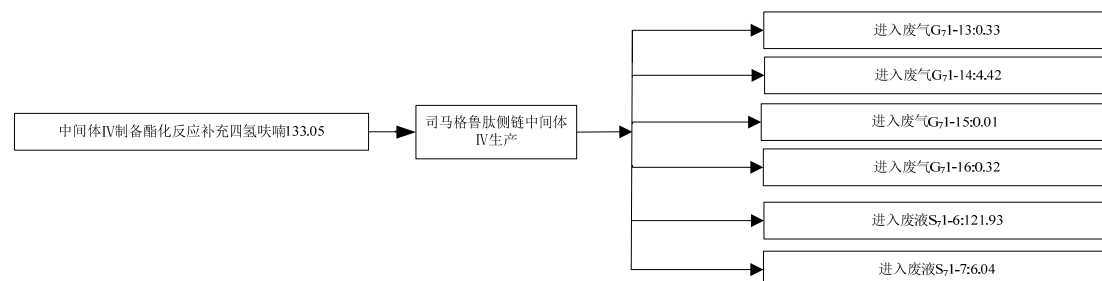 进入废气G₇1-13:0.33
进入废气G₇1-14:4.42
中间体Ⅳ制备酯化反应补充四氢呋喃133.05
司马格鲁肽侧链中间体
Ⅳ生产
进入废气G₇1-15:0.01
进入废气G₇1-16:0.32
进入废液S₇1-6:121.93
进入废液S₇1-7:6.04